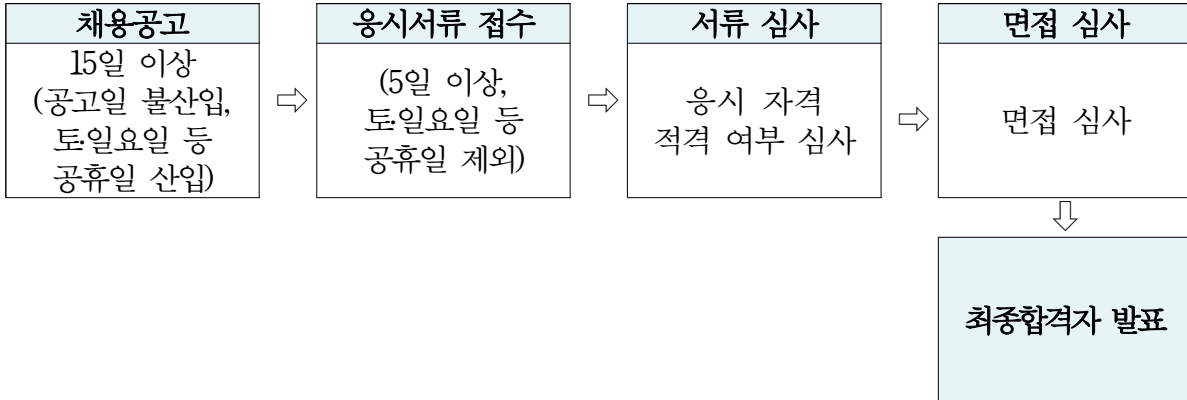 채용공고
15일 이상
(공고일 불산입,
토·일요일 등
공휴일 산입)
⇨
응시서류 접수
(5일 이상,
토·일요일 등
공휴일 제외)
⇨
서류 심사
응시 자격
적격 여부 심사
⇨
면접 심사
면접 심사
⇩
최종합격자 발표